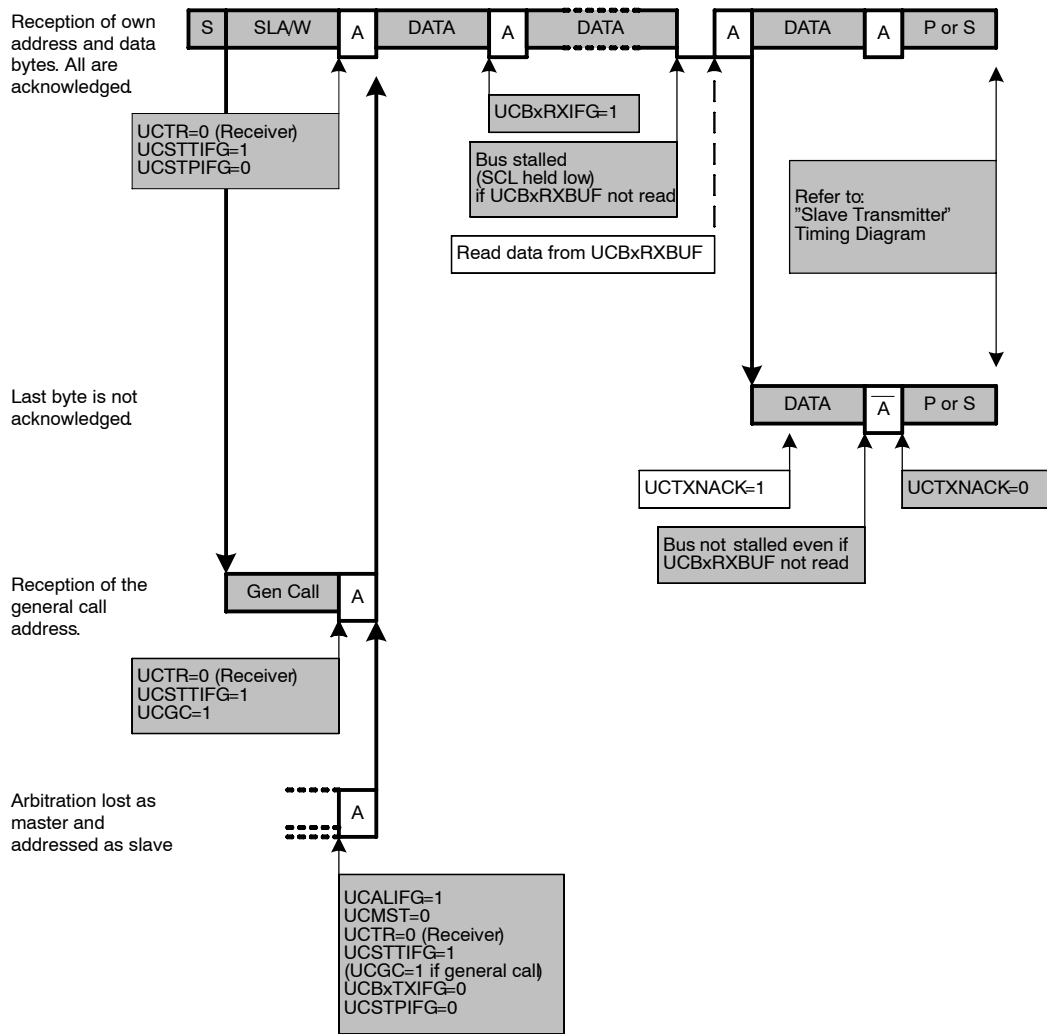 Reception of own
address and data
bytes. All are
acknowledged.
S SLA/W A DATA A DATA A DATA A P or S
UCTR=0 (Receiver)
UCSTTIFG=1
UCSTPIFG=0
UCBxRXIFG=1
Bus stalled
(SCL held low)
if UCBxRXBUF not read
Read data from UCBxRXBUF
Refer to:
”Slave Transmitter”
Timing Diagram
Last byte is not
acknowledged.
DATA A P or S
UCTXNACK=1
UCTXNACK=0
Bus not stalled even if
UCBxRXBUF not read
Reception of the
general call
address.
Gen Call A
UCTR=0 (Receiver)
UCSTTIFG=1
UCGC=1
Arbitration lost as
master and
addressed as slave
A
UCALIFG=1
UCMST=0
UCTR=0 (Receiver)
UCSTTIFG=1
(UCGC=1 if general call)
UCBxTXIFG=0
UCSTPIFG=0